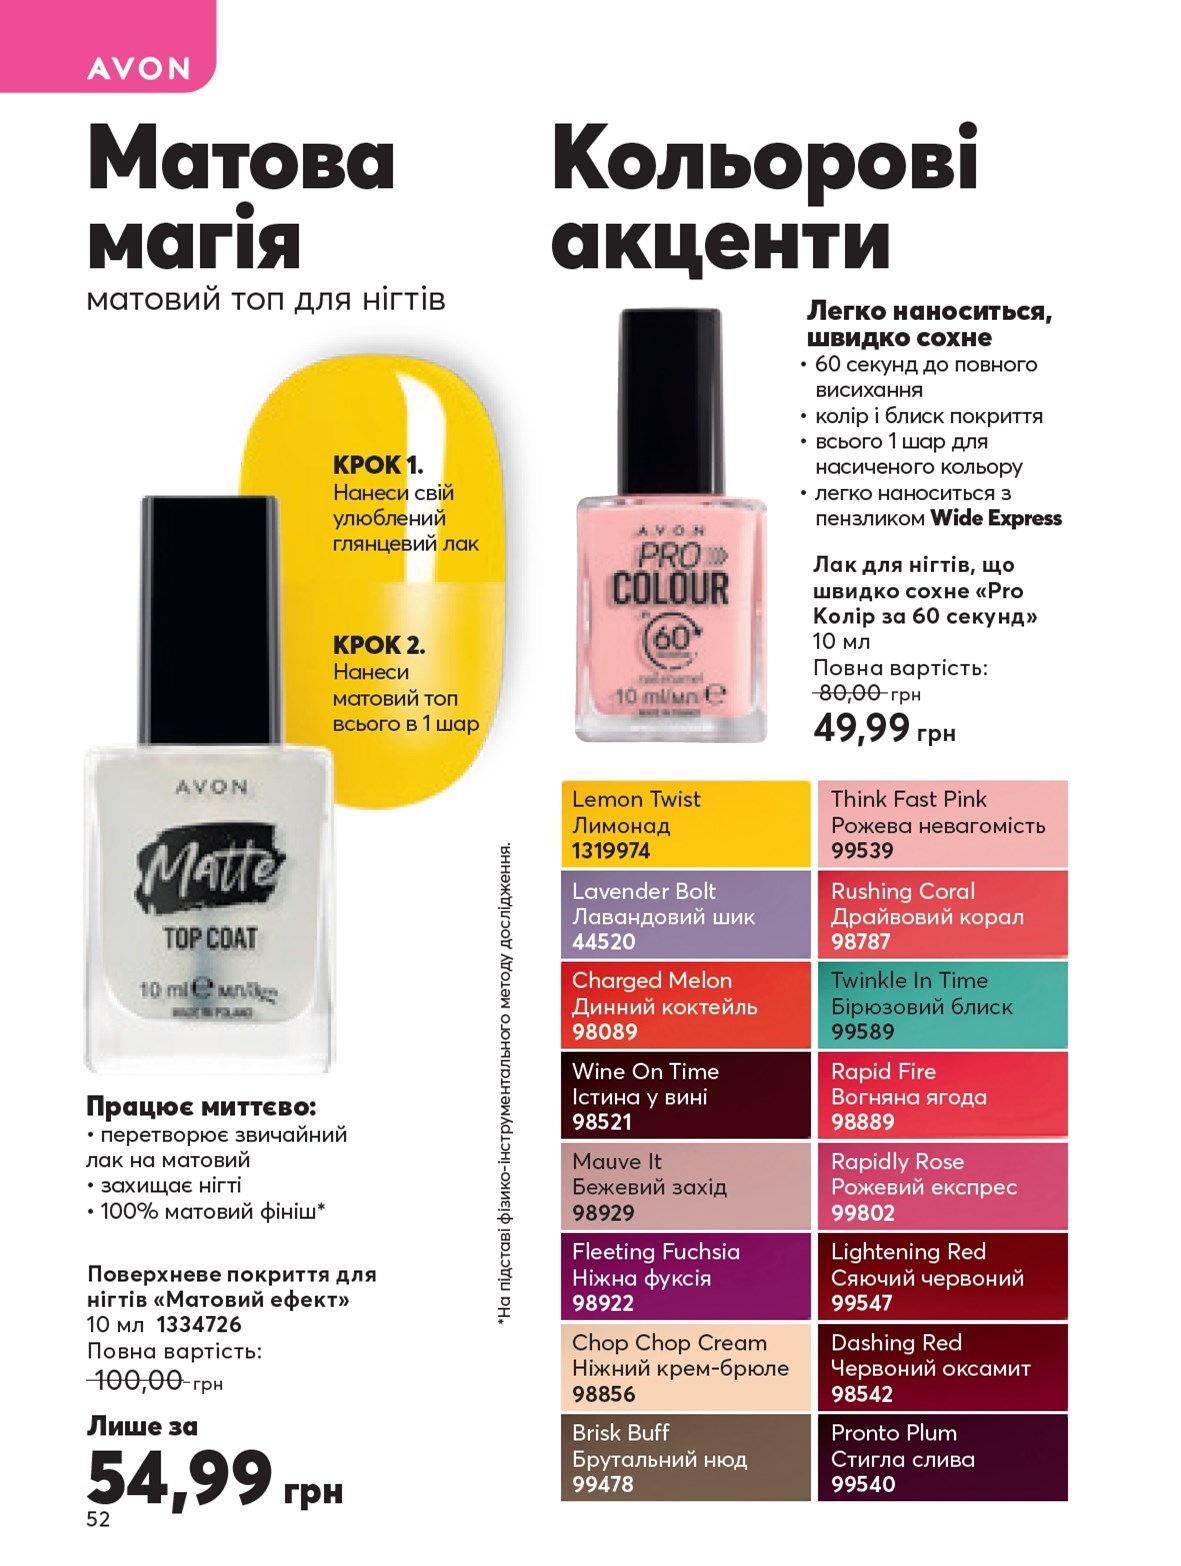 AVON
Матова
магія
матовий топ для нігтів
КРОК 1.
Нанеси свій
улюблений
глянцевий лак
КРОК 2.
Нанеси
матовий топ
всього в 1 шар
AVON
Matte
TOP COAT
10 ml e мл/
MADE IN POLAND
Працює миттєво:
• перетворює звичайний
лак на матовий
• захищає нігті
• 100% матовий фініш*
Поверхневе покриття для
нігтів «Матовий ефект»
10 мл 1334726
Повна вартість:
100,00 грн
Лише за
54,99 грн
52
*На підставі фізико-інструментального методу дослідження.
Кольорові
акценти
AVON
PRO
COLOUR
60
nail enamel
10 ml/мл e
MADE IN FRANCE
Легко наноситься,
швидко сохне
• 60 секунд до повного
висихання
• колір і блиск покриття
• всього 1 шар для
насиченого кольору
• легко наноситься з
пензликом Wide Express
Лак для нігтів, що
швидко сохне «Pro
Колір за 60 секунд»
10 мл
Повна вартість:
80,00 грн
49,99 грн
Lemon Twist
Лимонад
1319974
Think Fast Pink
Рожева невагомість
99539
Lavender Bolt
Лавандовий шик
44520
Rushing Coral
Драйвовий корал
98787
Charged Melon
Динний коктейль
98089
Twinkle In Time
Бірюзовий блиск
99589
Wine On Time
Істина у вині
98521
Rapid Fire
Вогняна ягода
98889
Mauve It
Бежевий захід
98929
Rapidly Rose
Рожевий експрес
99802
Fleeting Fuchsia
Ніжна фуксія
98922
Lightening Red
Сяючий червоний
99547
Chop Chop Cream
Ніжний крем-брюле
98856
Dashing Red
Червоний оксамит
98542
Brisk Buff
Брутальний нюд
99478
Pronto Plum
Стигла слива
99540